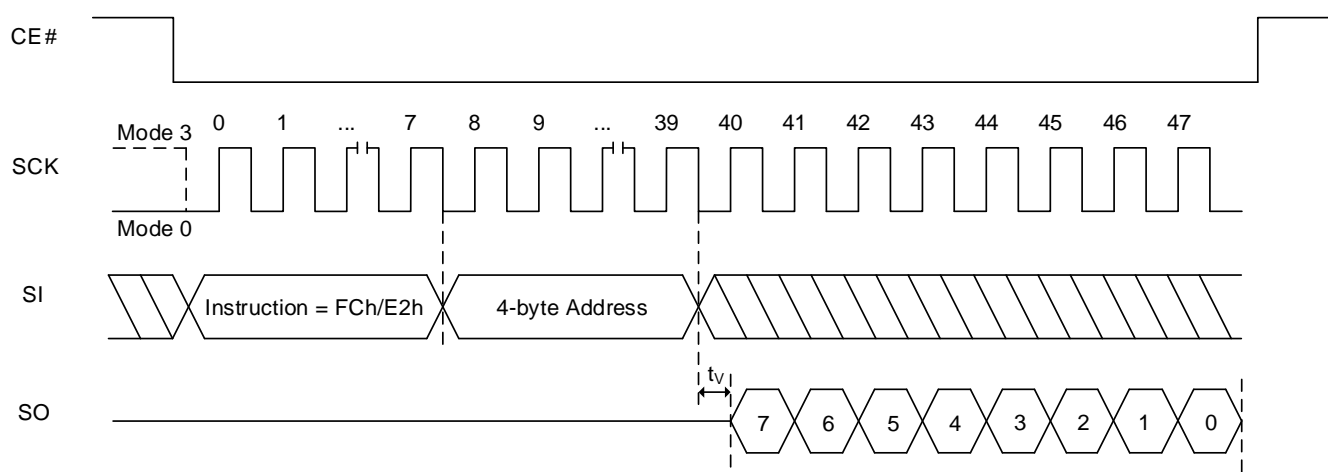 CE#
Mode 3 0 1 ... 7 8 9 ... 39 40 41 42 43 44 45 46 47
SCK
Mode 0
SI Instruction = FCh/E2h 4-byte Address
tV
SO 7 6 5 4 3 2 1 0